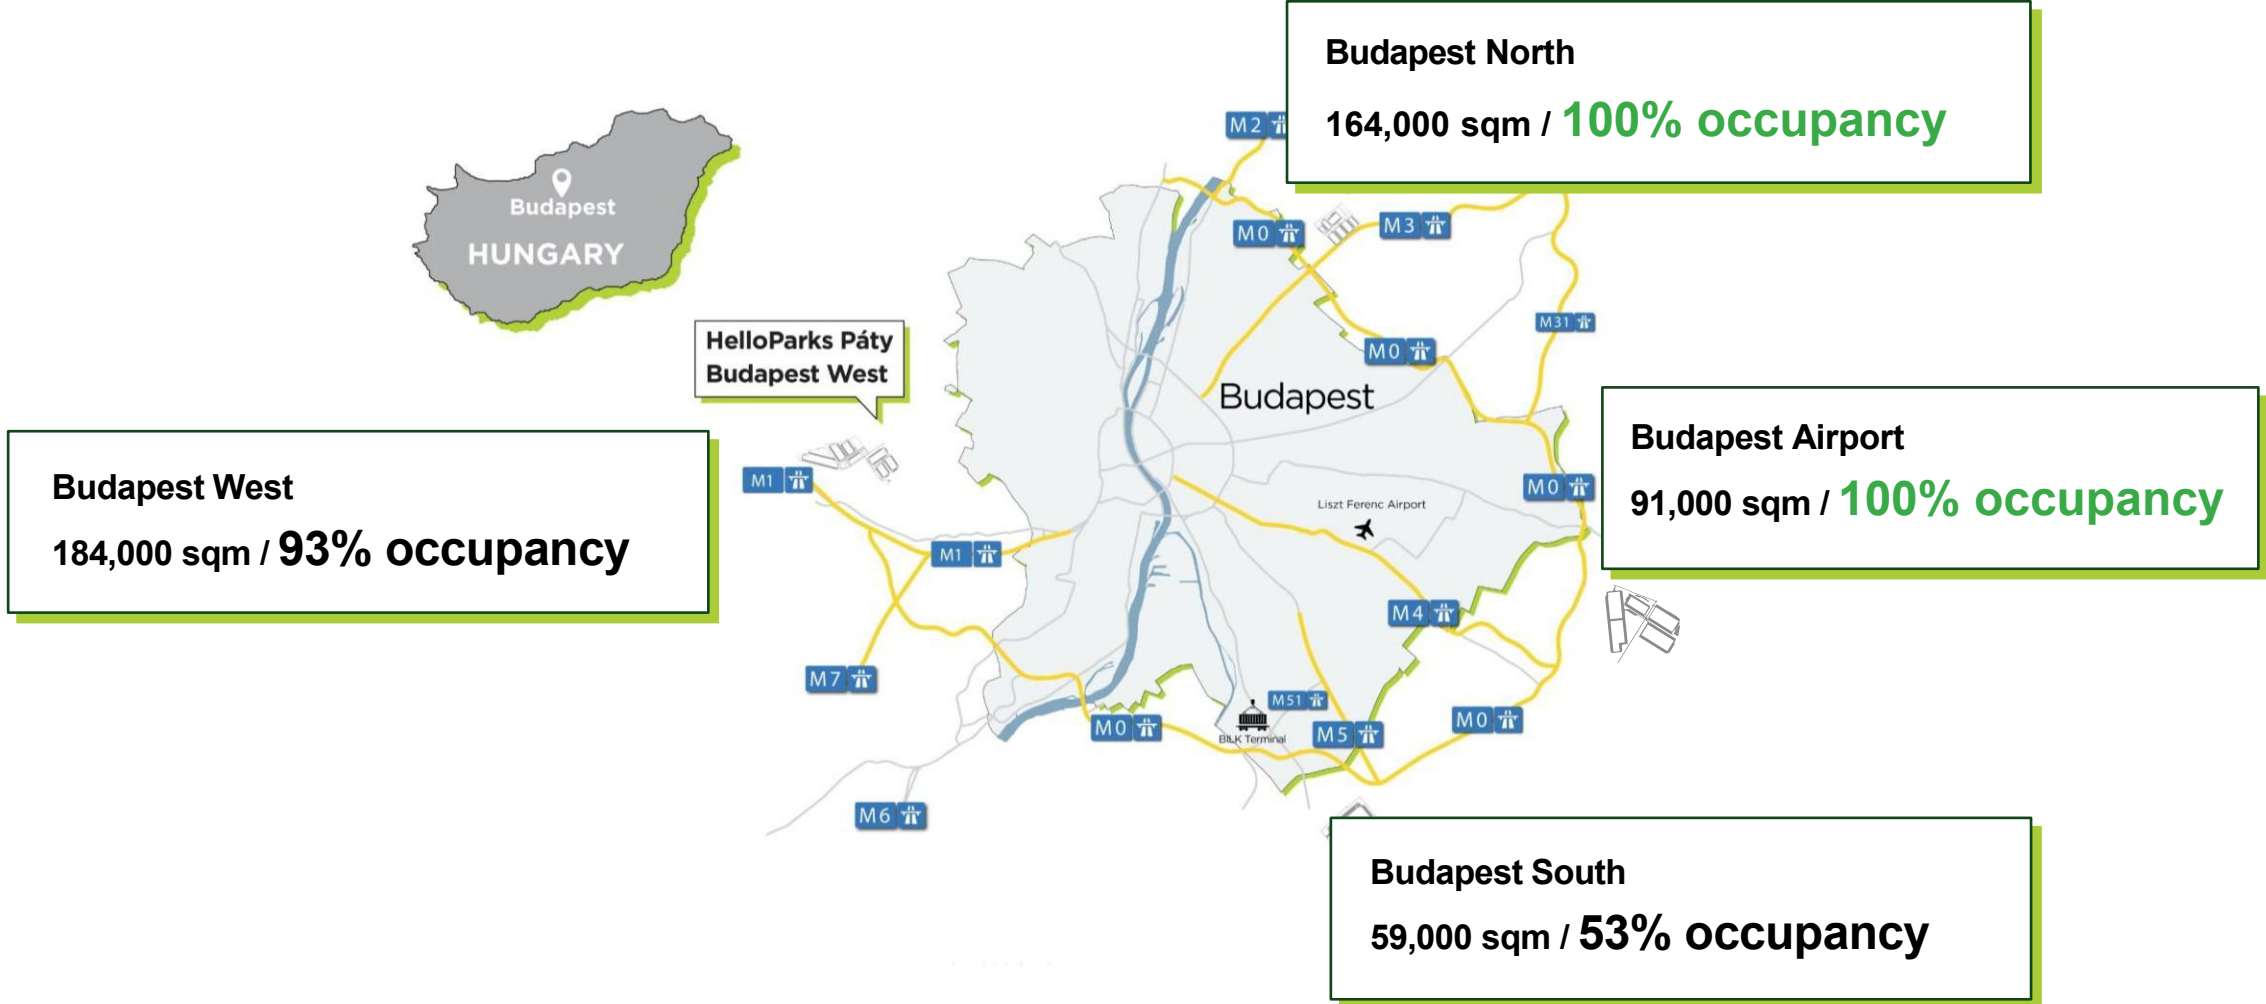 Budapest North
164,000 sqm / 100% occupancy
M2
Budapest
HUNGARY
M0
M3
M31
HelloParks Páty
Budapest West
M0
Budapest
Budapest Airport
91,000 sqm / 100% occupancy
Budapest West
184,000 sqm / 93% occupancy
M1
M0
Liszt Ferenc Airport
M1
M4
M7
M51
M0
BILK Terminal
M5
M0
M6
Budapest South
59,000 sqm / 53% occupancy